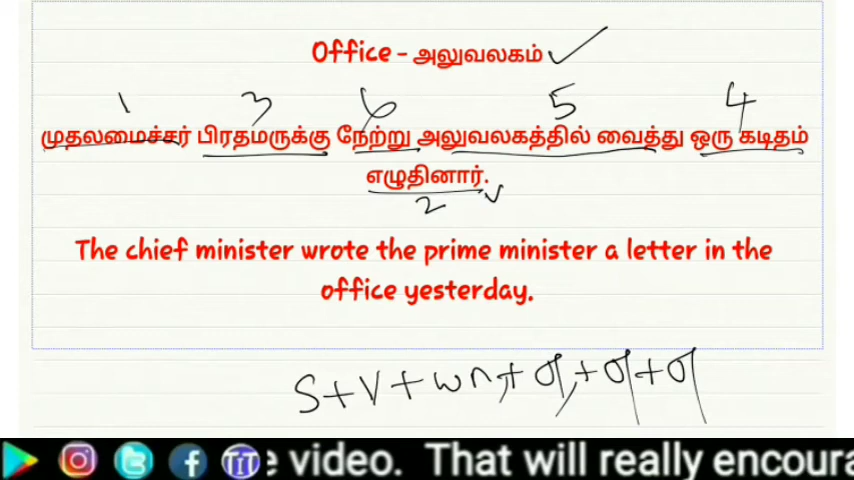 Office - அலுவலகம்
1 3 6 5 4
முதலமைச்சர் பிரதமருக்கு நேற்று அலுவலகத்தில் வைத்து ஒரு கடிதம்
எழுதினார்.
2 v
The chief minister wrote the prime minister a letter in the
office yesterday.
S+V+
e video. That will really encoura